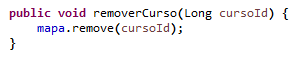 public void removerCurso(Long cursoId) {
    mapa.remove(cursoId);
}